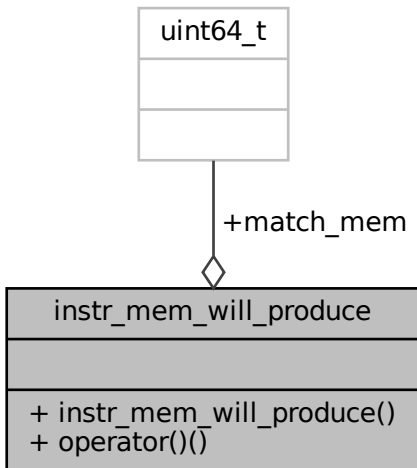 uint64_t
+match_mem
instr_mem_will_produce
+ instr_mem_will_produce()
+ operator()()